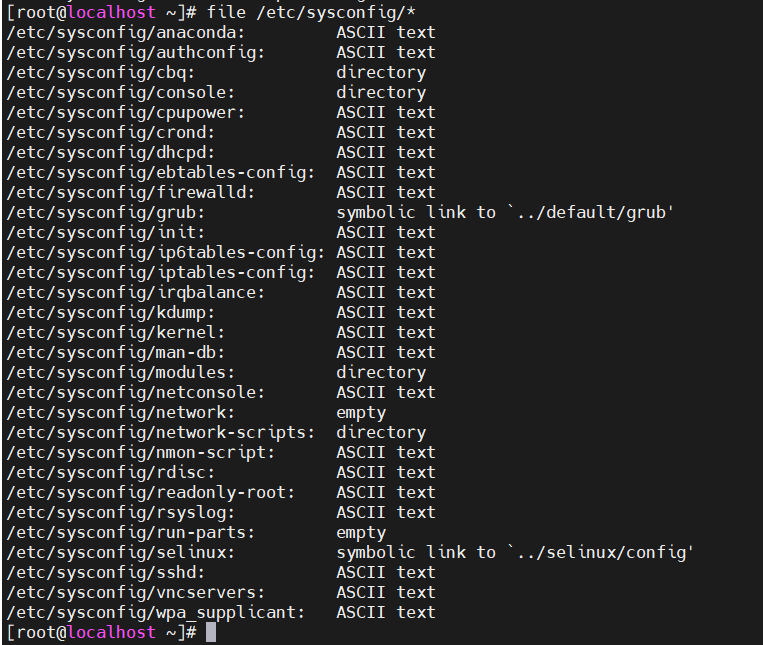 [root@localhost ~]# file /etc/sysconfig/*
/etc/sysconfig/anaconda:         ASCII text
/etc/sysconfig/authconfig:       ASCII text
/etc/sysconfig/cbq:              directory
/etc/sysconfig/console:          directory
/etc/sysconfig/cpupower:         ASCII text
/etc/sysconfig/crond:            ASCII text
/etc/sysconfig/dhcpd:            ASCII text
/etc/sysconfig/ebtables-config:  ASCII text
/etc/sysconfig/firewalld:        ASCII text
/etc/sysconfig/grub:             symbolic link to `../default/grub'
/etc/sysconfig/init:             ASCII text
/etc/sysconfig/ip6tables-config: ASCII text
/etc/sysconfig/iptables-config:  ASCII text
/etc/sysconfig/irqbalance:       ASCII text
/etc/sysconfig/kdump:            ASCII text
/etc/sysconfig/kernel:           ASCII text
/etc/sysconfig/man-db:           ASCII text
/etc/sysconfig/modules:          directory
/etc/sysconfig/netconsole:       ASCII text
/etc/sysconfig/network:          empty
/etc/sysconfig/network-scripts:  directory
/etc/sysconfig/nmon-script:      ASCII text
/etc/sysconfig/rdisc:            ASCII text
/etc/sysconfig/readonly-root:    ASCII text
/etc/sysconfig/rsyslog:          ASCII text
/etc/sysconfig/run-parts:        empty
/etc/sysconfig/selinux:          symbolic link to `../selinux/config'
/etc/sysconfig/sshd:             ASCII text
/etc/sysconfig/vncservers:       ASCII text
/etc/sysconfig/wpa_supplicant:   ASCII text
[root@localhost ~]#